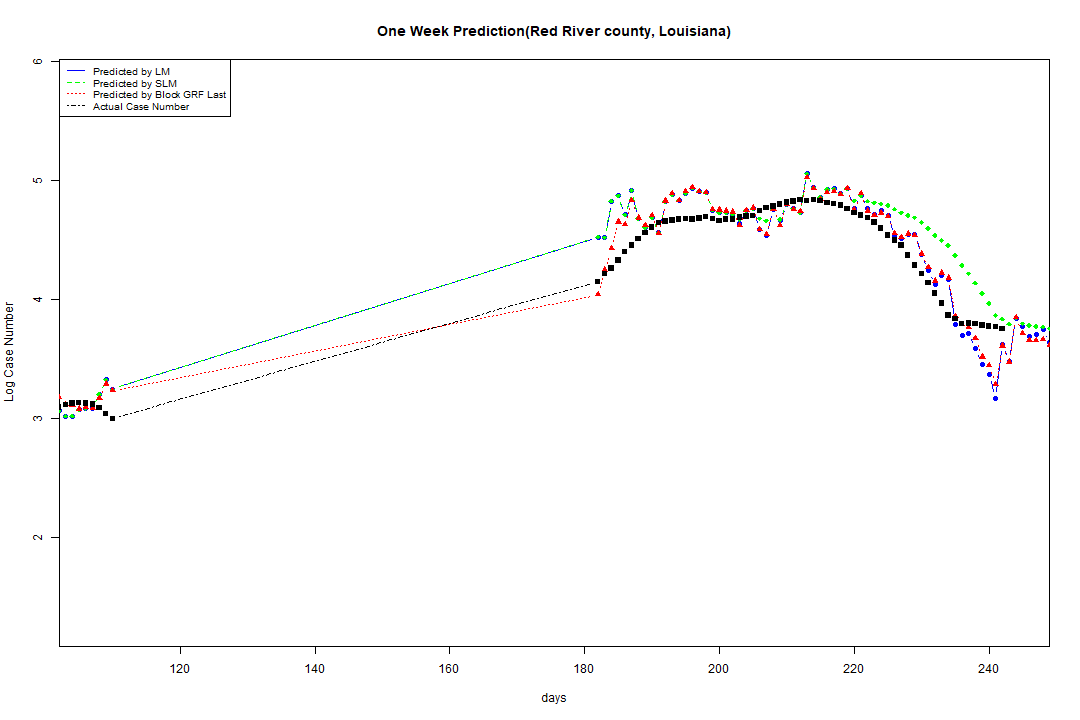 One Week Prediction(Red River county, Louisiana)
Predicted by LM
Predicted by SLM
Predicted by Block GRF Last
Actual Case Number
6
5
4
3
2
Log Case Number
120 140 160 180 200 220 240
days